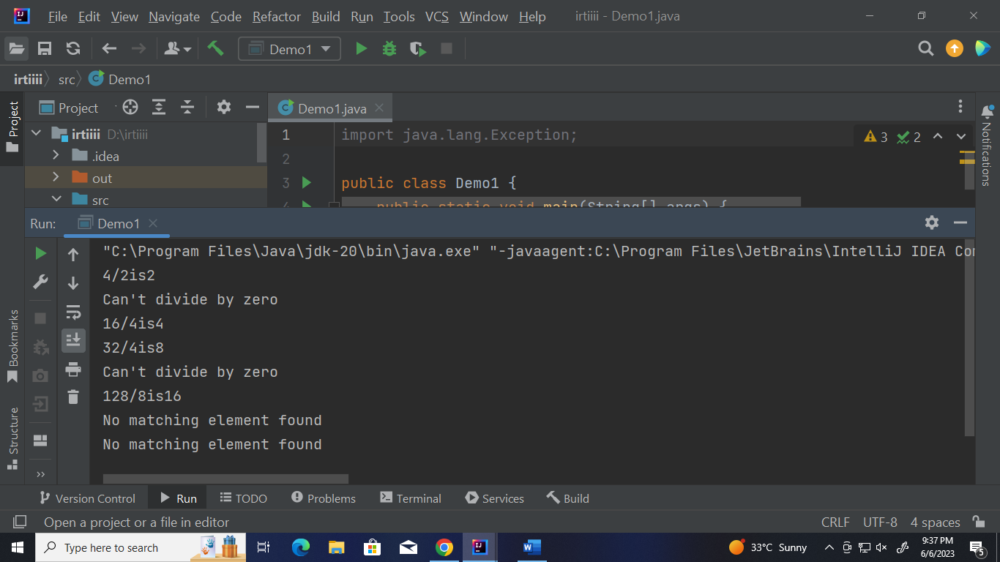 File Edit View Navigate Code Refactor Build Run Tools VCS Window Help irtiiii - Demo1.java
Demo1
irtiiii src Demo1
Project Demo1.java
irtiiii D:\irtiiii
.idea
out
src
1 import java.lang.Exception;
3 2
2
3 public class Demo1 {
4 public static void main(String[] args) {
Project
Bookmarks
Structure
Notifications
Run: Demo1
"C:\Program Files\Java\jdk-20\bin\java.exe" "-javaagent:C:\Program Files\JetBrains\IntelliJ IDEA
4/2is2
Can't divide by zero
16/4is4
32/4is8
Can't divide by zero
128/8is16
No matching element found
No matching element found
Version Control Run TODO Problems Terminal Services Build
Open a project or a file in editor CRLF UTF-8 4 spaces
Type here to search 33°C Sunny 9:37 PM
6/6/2023 5